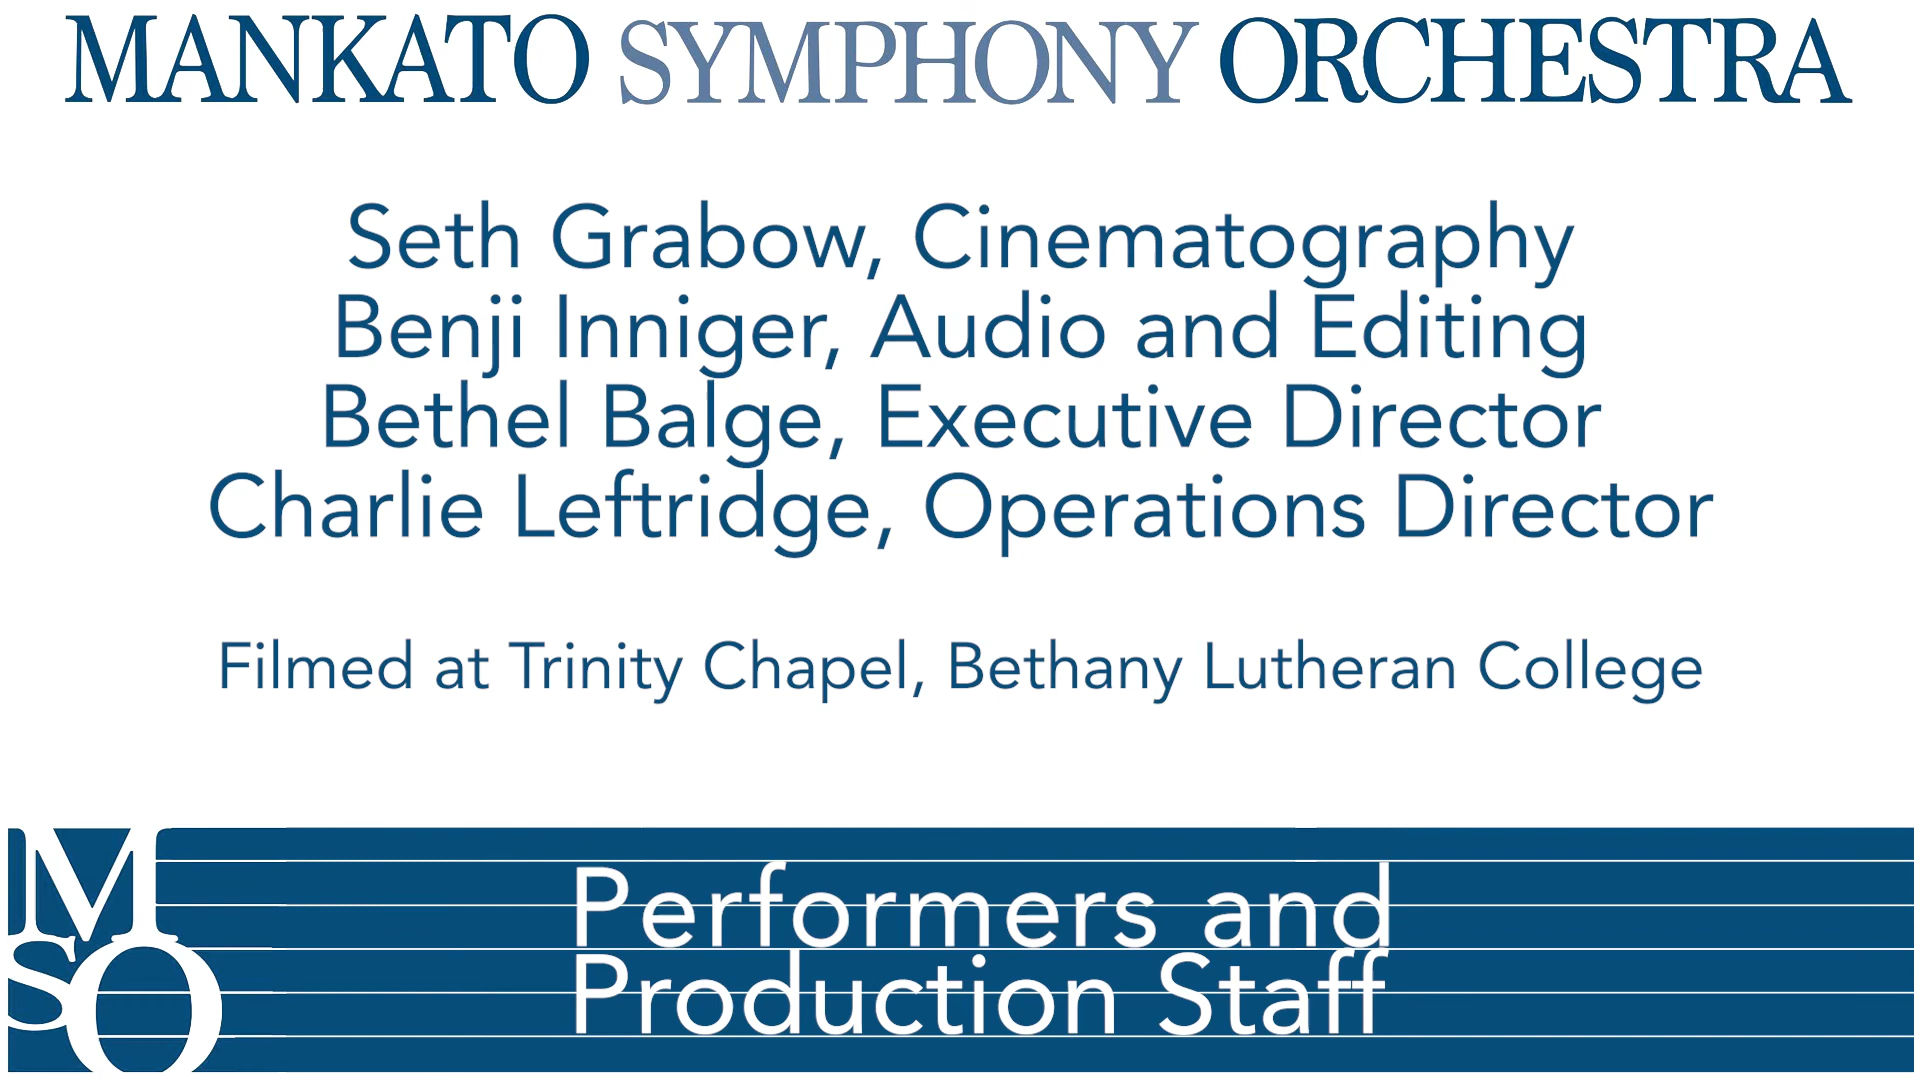 MANKATO SYMPHONY ORCHESTRA
Seth Grabow, Cinematography
Benji Inniger, Audio and Editing
Bethel Balge, Executive Director
Charlie Leftridge, Operations Director
Filmed at Trinity Chapel, Bethany Lutheran College
MSO
Performers and
Production Staff